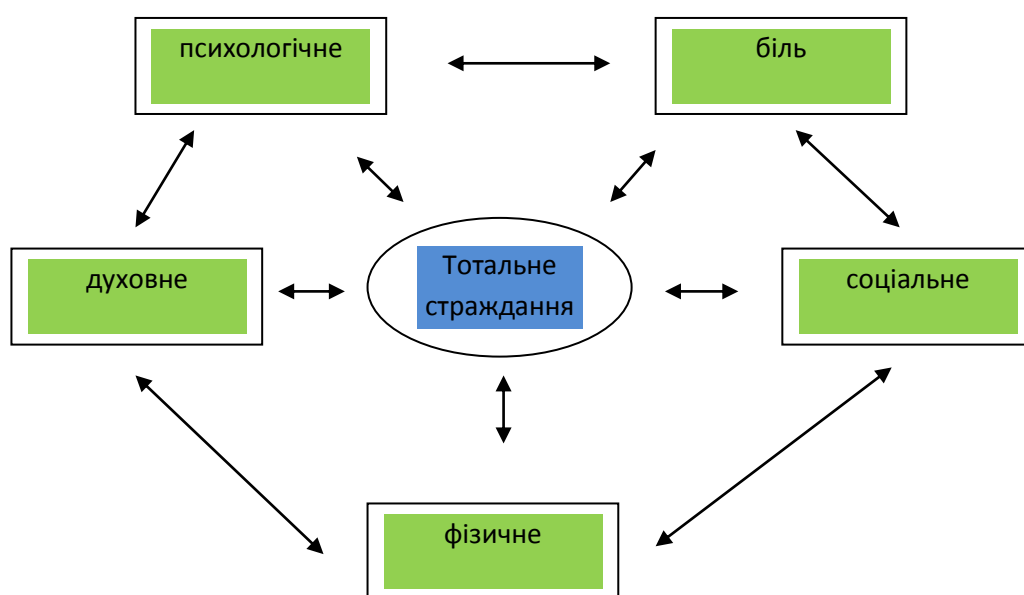 психологічне
біль
духовне
Тотальне
страждання
соціальне
фізичне